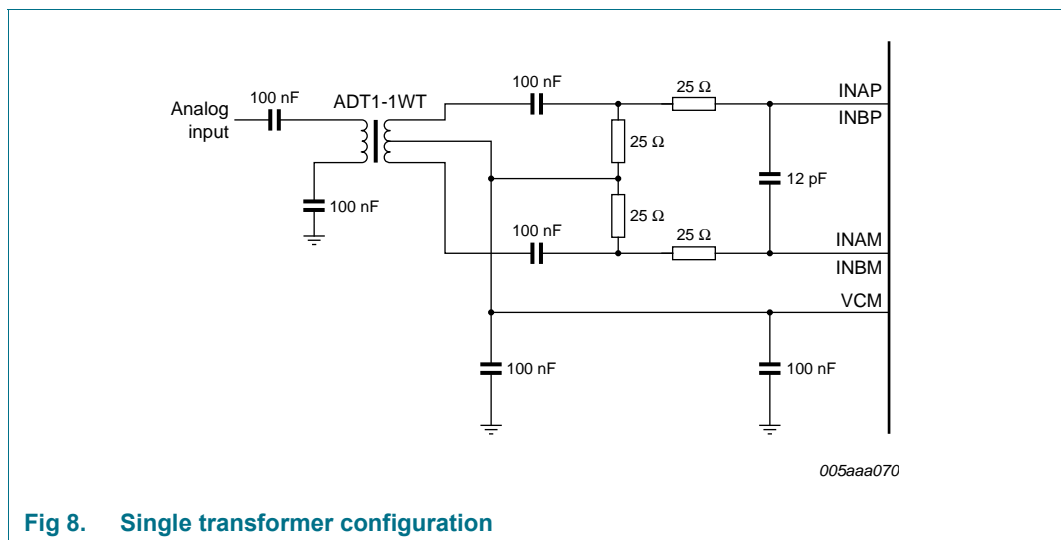 100 nF
ADT1-1WT
Analog
input
100 nF
100 nF
25 Ω
INAP
INBP
25 Ω
12 pF
25 Ω
100 nF
25 Ω
INAM
INBM
VCM
100 nF
100 nF
005aaa070
Fig 8. Single transformer configuration